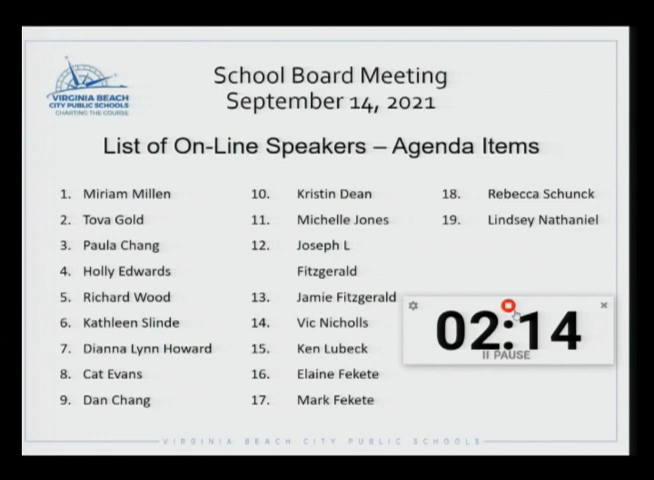 VIRGINIA BEACH
CITY PUBLIC SCHOOLS
CHARTING THE COURSE
School Board Meeting
September 14, 2021
List of On-Line Speakers – Agenda Items
1. Miriam Millen
2. Tova Gold
3. Paula Chang
4. Holly Edwards
5. Richard Wood
6. Kathleen Slinde
7. Dianna Lynn Howard
8. Cat Evans
9. Dan Chang
10. Kristin Dean
11. Michelle Jones
12. Joseph L
Fitzgerald
13. Jamie Fitzgerald
14. Vic Nicholls
15. Ken Lubeck
16. Elaine Fekete
17. Mark Fekete
18. Rebecca Schunck
19. Lindsey Nathaniel
02:14
II PAUSE
VIRGINIA BEACH CITY PUBLIC SCHOOLS